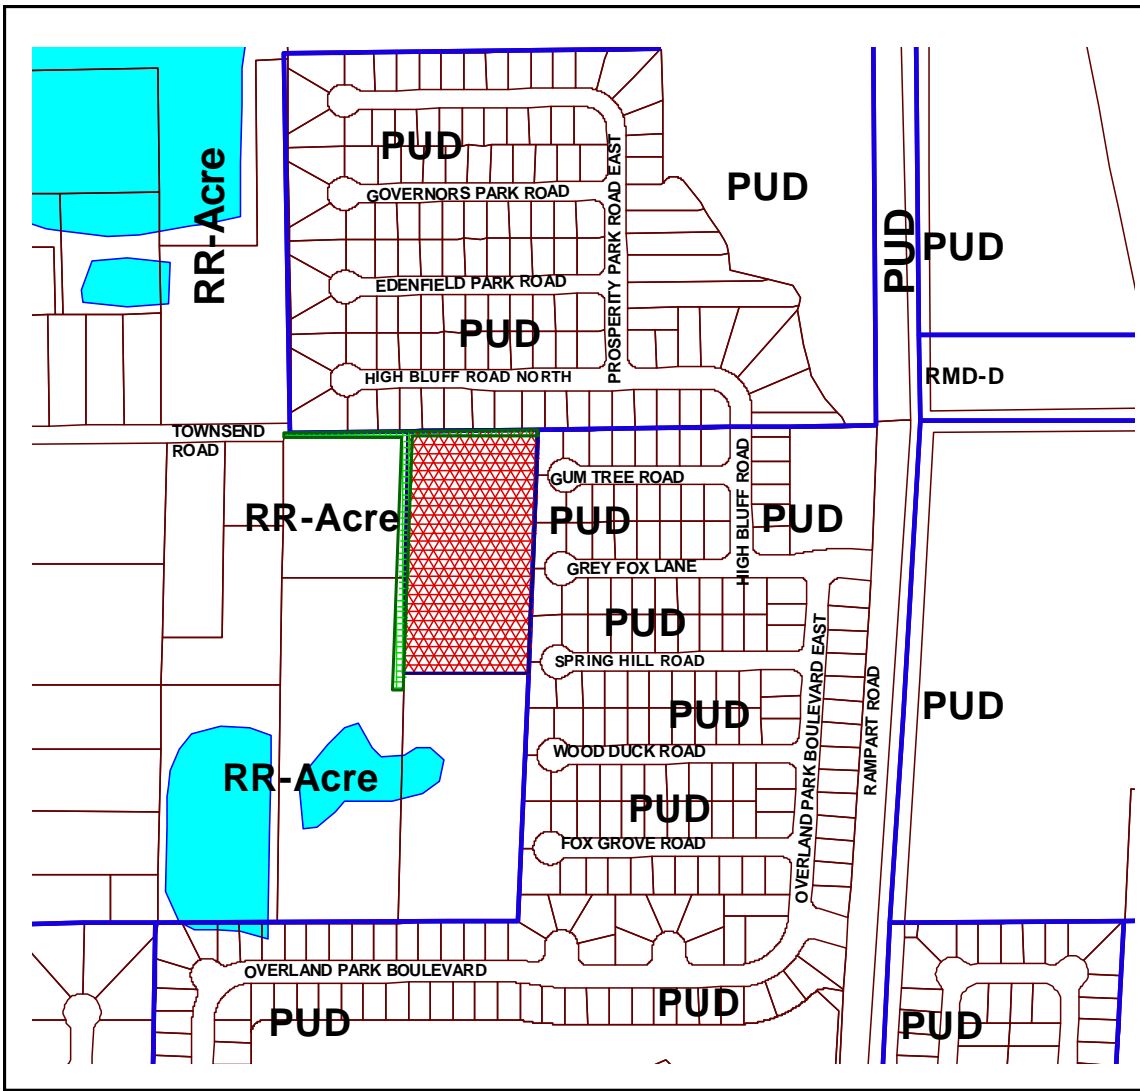 PUD
RR-Acre
GOVERNORS PARK ROAD
PROSPERITY PARK ROAD EAST
PUD
PUD
PUD
EDENFIELD PARK ROAD
PUD
HIGH BLUFF ROAD NORTH
RMD-D
TOWNSEND
ROAD
GUM TREE ROAD
HIGH BLUFF ROAD
RR-Acre
PUD
PUD
GREY FOX LANE
PUD
SPRING HILL ROAD
OVERLAND PARK BOULEVARD EAST
RAMPART ROAD
PUD
PUD
WOOD DUCK ROAD
RR-Acre
PUD
FOX GROVE ROAD
OVERLAND PARK BOULEVARD
PUD
PUD
PUD